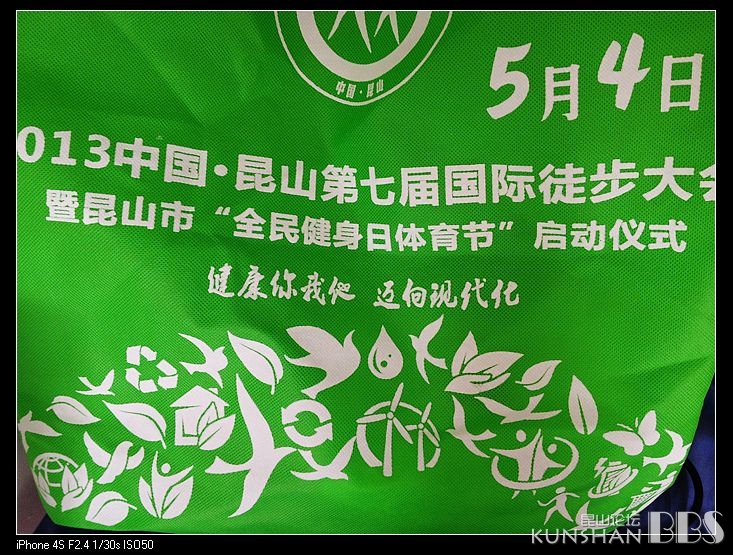 中国·昆山
5月4日
013中国·昆山第七届国际徒步大会
暨昆山市“全民健身日体育节”启动仪式
健康你我他 迈向现代化
昆山论坛
KUNSHAN BBS
iPhone 4S F2.4 1/30s ISO50